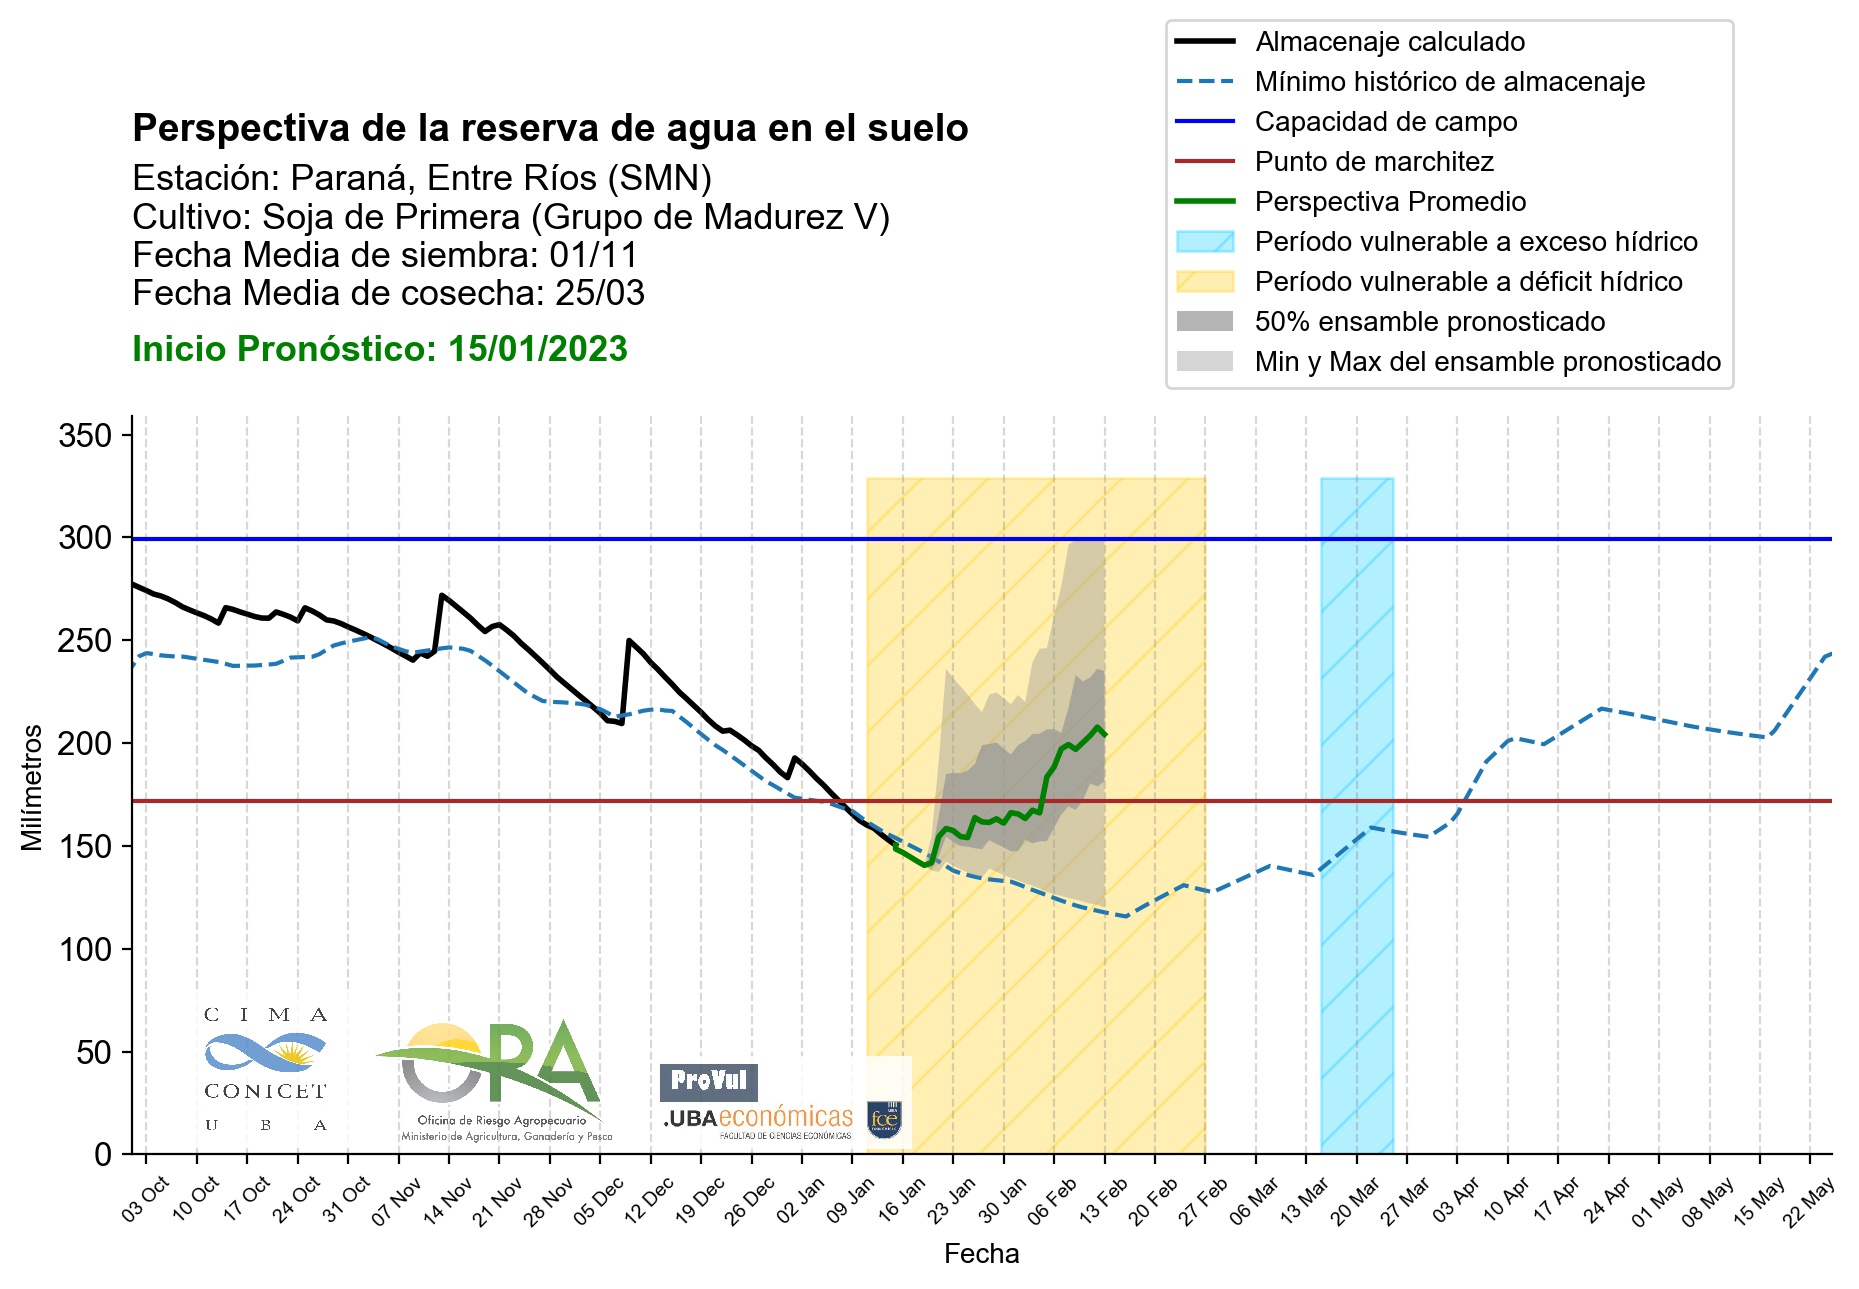 Almacenaje calculado
Mínimo histórico de almacenaje
Capacidad de campo
Punto de marchitez
Perspectiva Promedio
Período vulnerable a exceso hídrico
Período vulnerable a déficit hídrico
50% ensamble pronosticado
Min y Max del ensamble pronosticado
Perspectiva de la reserva de agua en el suelo
Estación: Paraná, Entre Ríos (SMN)
Cultivo: Soja de Primera (Grupo de Madurez V)
Fecha Media de siembra: 01/11
Fecha Media de cosecha: 25/03
Inicio Pronóstico: 15/01/2023
350
300
250
200
150
100
50
0
Milímetros
C I M A
CONICET
U B A
ORA
Oficina de Riesgo Agropecuario
Ministerio de Agricultura, Ganadería y Pesca
ProVul
.UBAeconómicas
FACULTAD DE CIENCIAS ECONÓMICAS
UBA
fce
ECONÓMICAS
03 Oct
10 Oct
17 Oct
24 Oct
31 Oct
07 Nov
14 Nov
21 Nov
28 Nov
05 Dec
12 Dec
19 Dec
26 Dec
02 Jan
09 Jan
16 Jan
23 Jan
30 Jan
06 Feb
13 Feb
20 Feb
27 Feb
06 Mar
13 Mar
20 Mar
27 Mar
03 Apr
10 Apr
17 Apr
24 Apr
01 May
08 May
15 May
22 May
Fecha